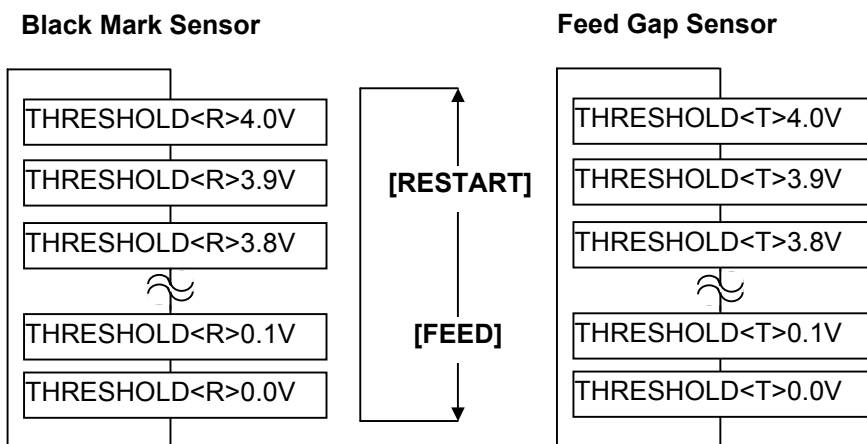 Black Mark Sensor
THRESHOLD<R>4.0V
THRESHOLD<R>3.9V
THRESHOLD<R>3.8V
THRESHOLD<R>0.1V
THRESHOLD<R>0.0V
[RESTART]
[FEED]
Feed Gap Sensor
THRESHOLD<T>4.0V
THRESHOLD<T>3.9V
THRESHOLD<T>3.8V
THRESHOLD<T>0.1V
THRESHOLD<T>0.0V